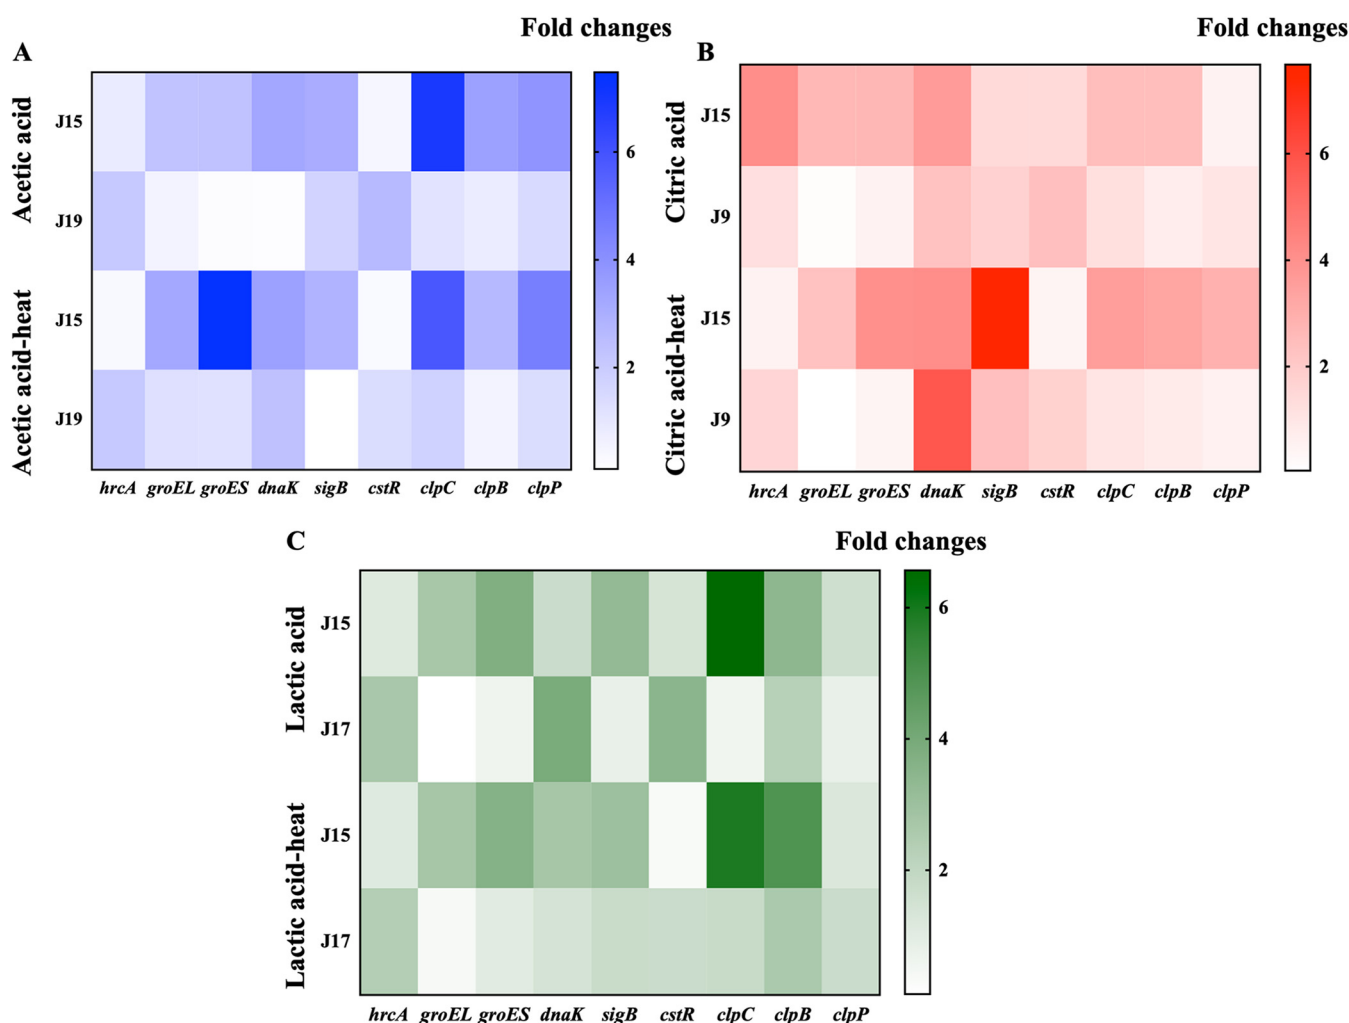 A
Fold changes
Acetic acid
J15
J19
Acetic acid-heat
J15
J19
6
4
2
hrcA groEL groES dnaK sigB cstR clpC clpB clpP
B
Fold changes
Citric acid
J15
J9
Citric acid-heat
J15
J9
6
4
2
hrcA groEL groES dnaK sigB cstR clpC clpB clpP
C
Fold changes
Lactic acid
J15
J17
Lactic acid-heat
J15
J17
6
4
2
hrcA groEL groES dnaK sigB cstR clpC clpB clpP